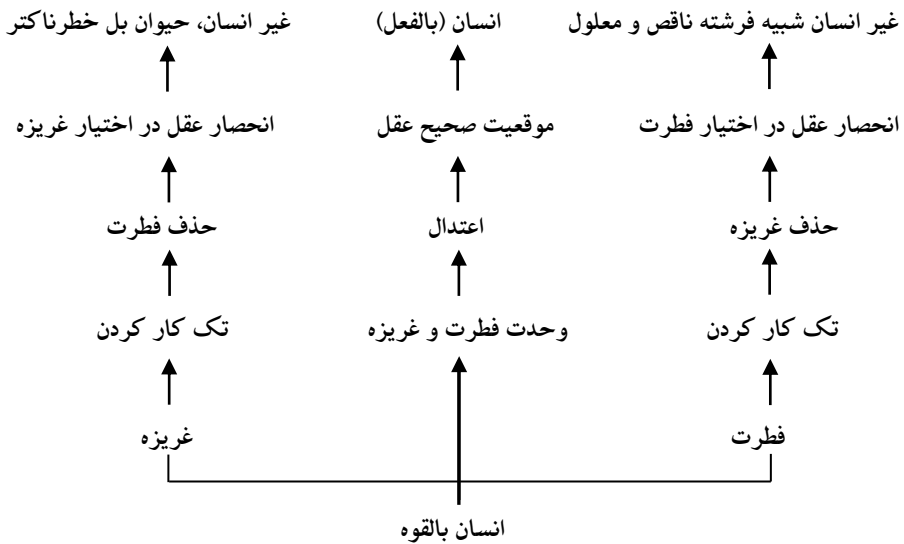 غیر انسان شبیه فرشته ناقص و معلول
انسان (بالفعل)
غیر انسان، حیوان بل خطرناکتر
انحصار عقل در اختیار فطرت
موقعیت صحیح عقل
انحصار عقل در اختیار غریزه
حذف غریزه
اعتدال
حذف فطرت
تک کار کردن
وحدت فطرت و غریزه
تک کار کردن
فطرت
غریزه
انسان بالقوه